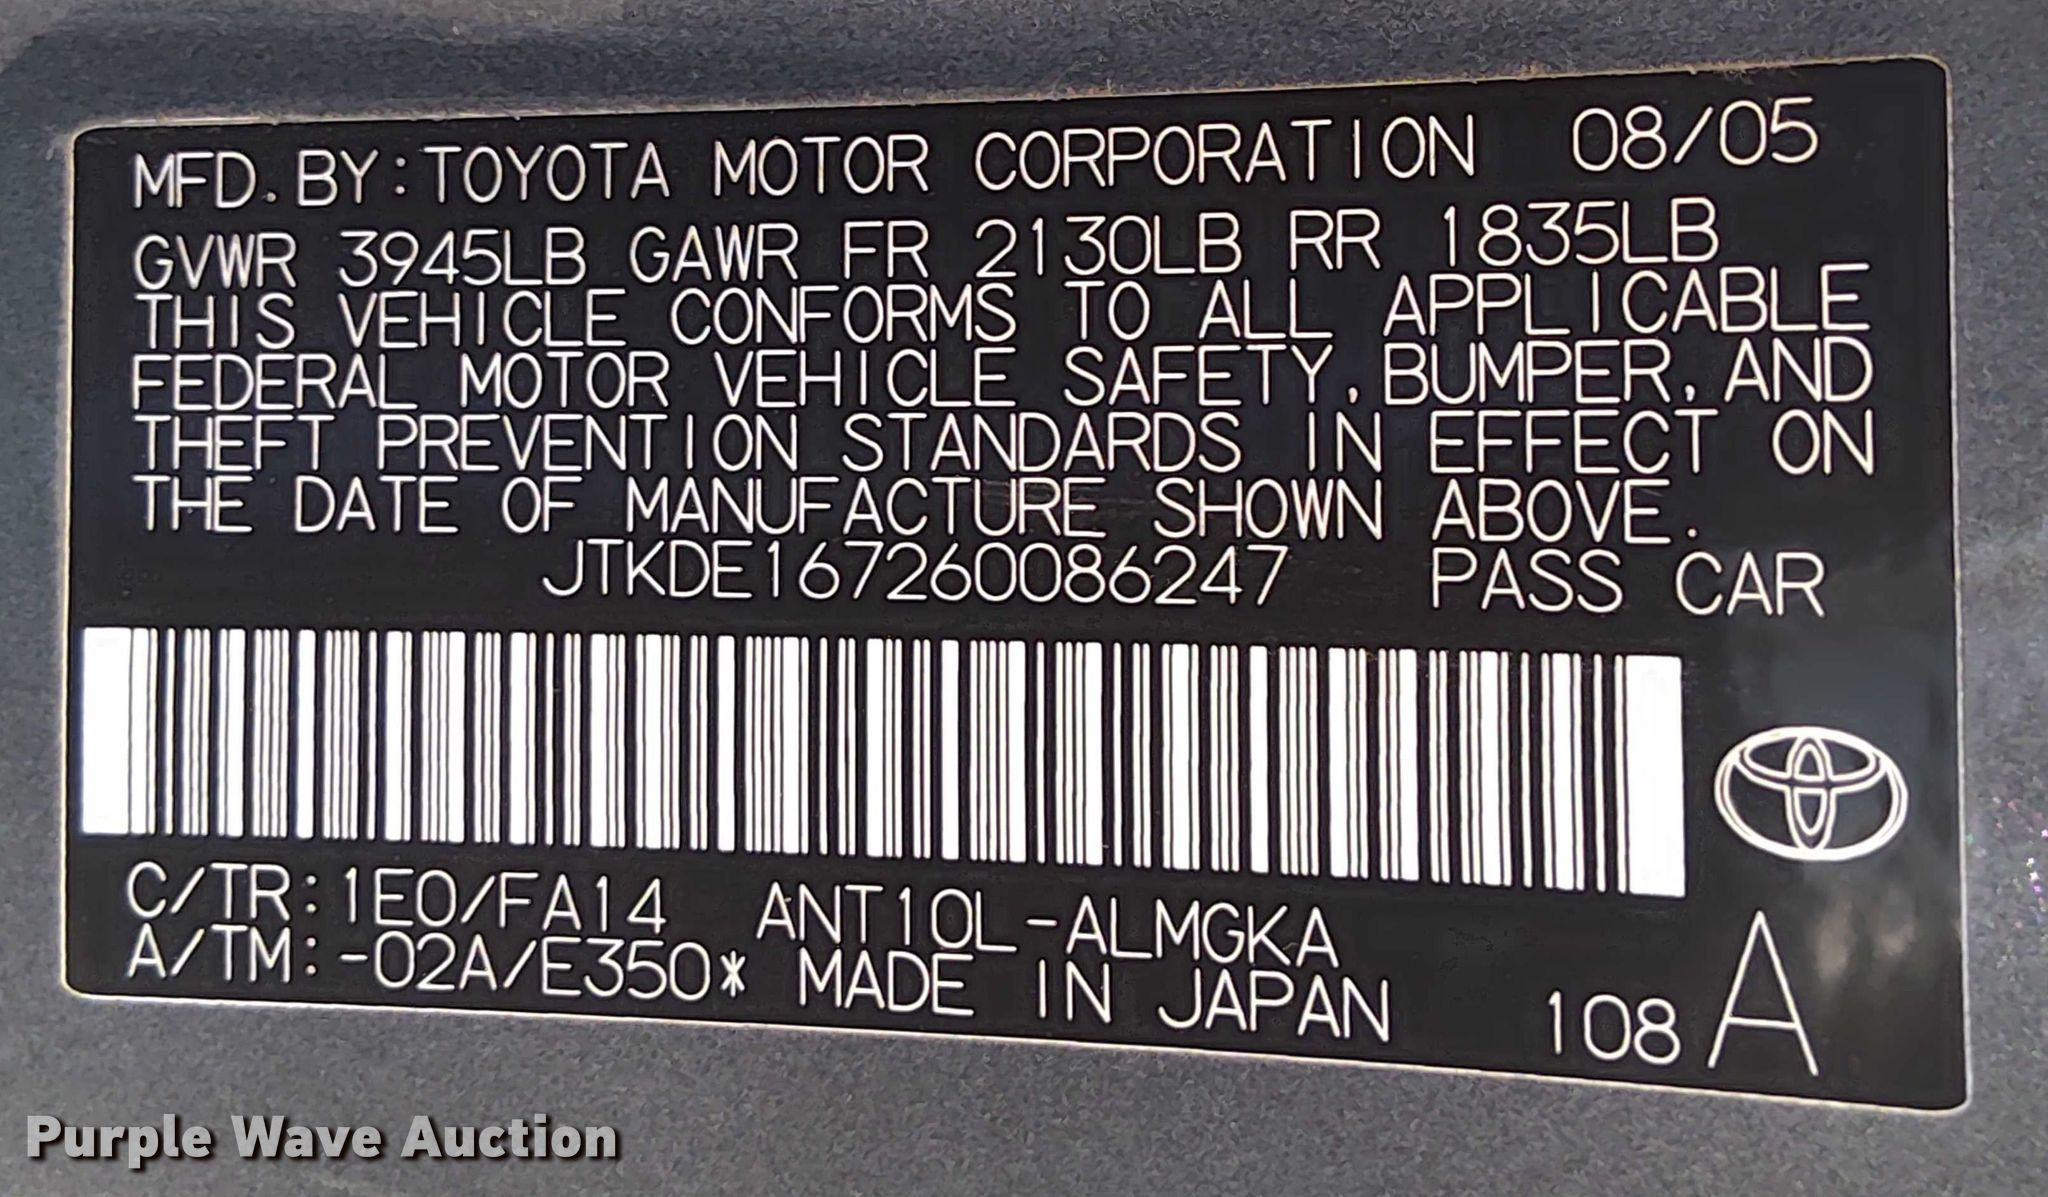 MFD. BY: TOYOTA MOTOR CORPORATION 08/05
GVWR 3945LB GAWR FR 2130LB RR 1835LB
THIS VEHICLE CONFORMS TO ALL APPLICABLE
FEDERAL MOTOR VEHICLE SAFETY, BUMPER, AND
THEFT PREVENTION STANDARDS IN EFFECT ON
THE DATE OF MANUFACTURE SHOWN ABOVE.
JTKDE167260086247 PASS CAR
C/TR: 1E0/FA14 ANT10L-ALMGKA
A/TM: -02A/E350* MADE IN JAPAN 108 A
Purple Wave Auction